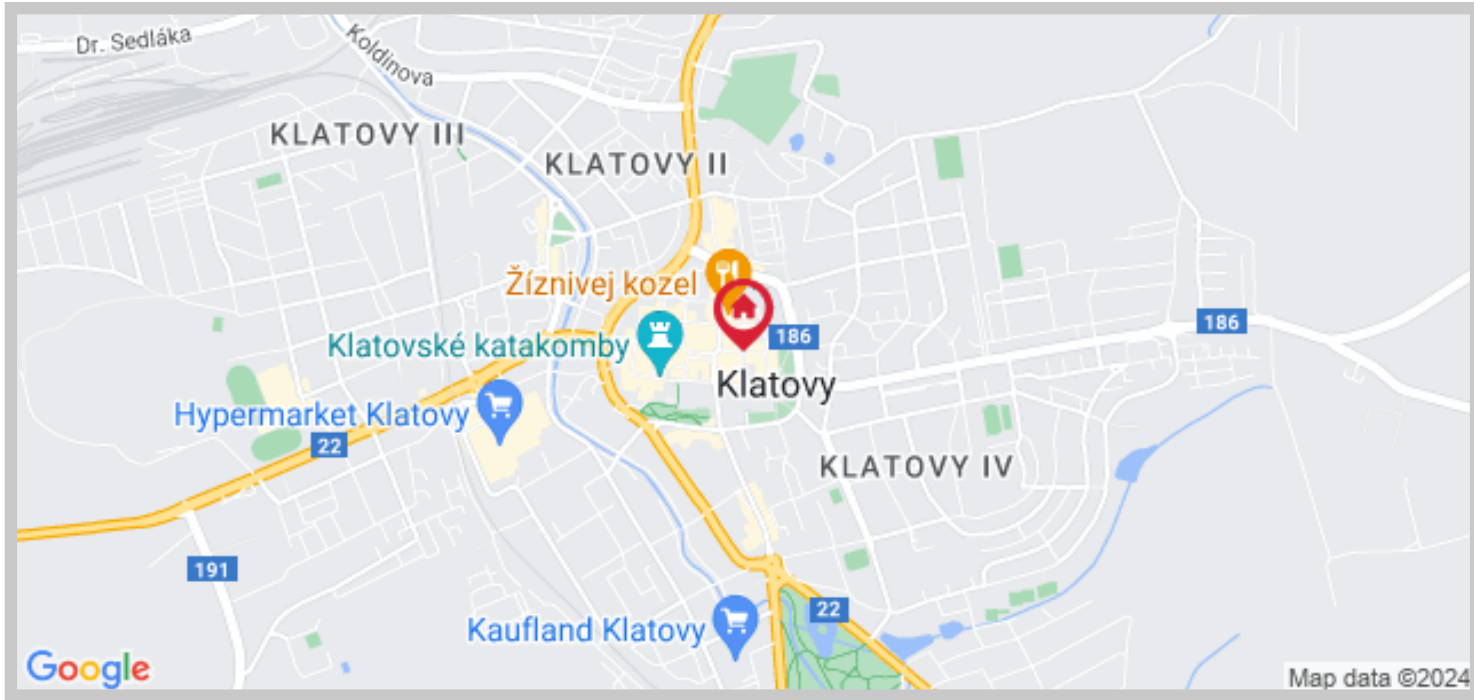 Dr. Sedláka
Koldinova
KLATOVY III
KLATOVY II
Žíznivej kozel
186
186
Klatovské katakomby
Klatovy
Hypermarket Klatovy
22
KLATOVY IV
191
22
Kaufland Klatovy
Google
Map data ©2024